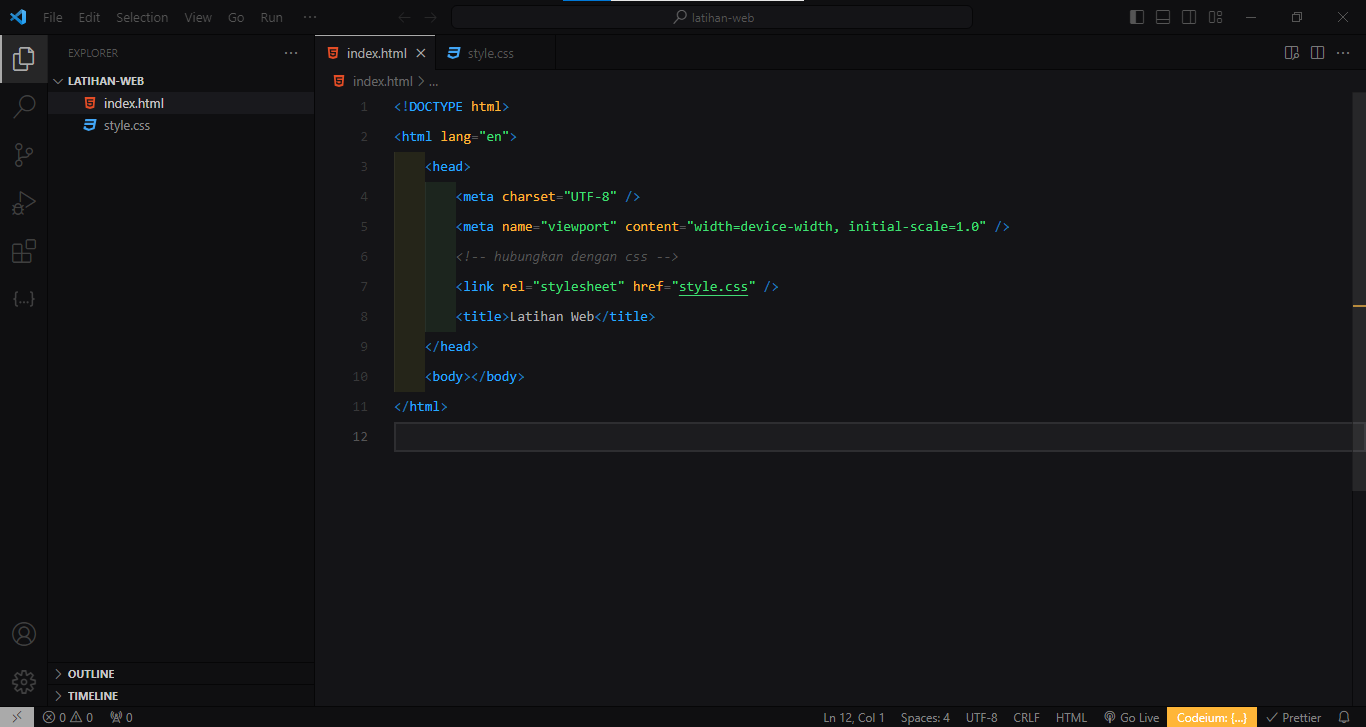 File Edit Selection View Go Run ···
latihan-web
EXPLORER ···
LATIHAN-WEB
index.html
style.css
OUTLINE
TIMELINE
index.html style.css
index.html > ...
1 <!DOCTYPE html>
2 <html lang="en">
3 <head>
4 <meta charset="UTF-8" />
5 <meta name="viewport" content="width=device-width, initial-scale=1.0" />
6 <!-- hubungkan dengan css -->
7 <link rel="stylesheet" href="style.css" />
8 <title>Latihan Web</title>
9 </head>
10 <body></body>
11 </html>
12
0 0 0 Ln 12, Col 1 Spaces: 4 UTF-8 CRLF HTML Go Live Codeium: {...} Prettier